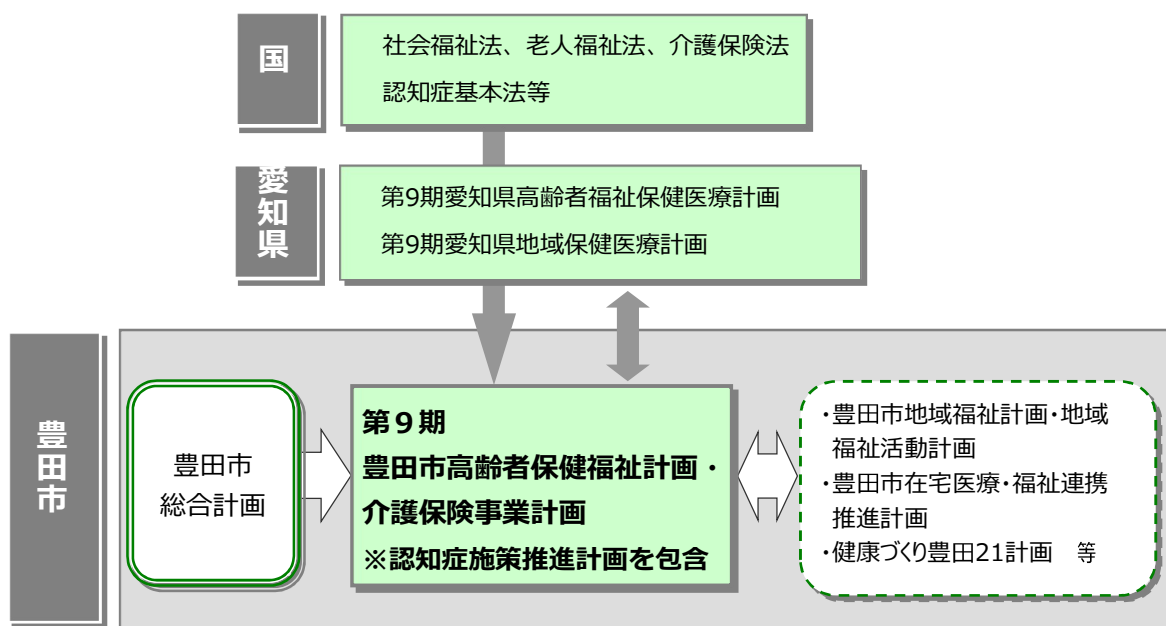 国
社会福祉法、老人福祉法、介護保険法
認知症基本法等
愛知県
第9期愛知県高齢者福祉保健医療計画
第9期愛知県地域保健医療計画
豊田市
豊田市
総合計画
第９期
豊田市高齢者保健福祉計画・
介護保険事業計画
※認知症施策推進計画を包含
・豊田市地域福祉計画・地域
福祉活動計画
・豊田市在宅医療・福祉連携
推進計画
・健康づくり豊田21計画　等